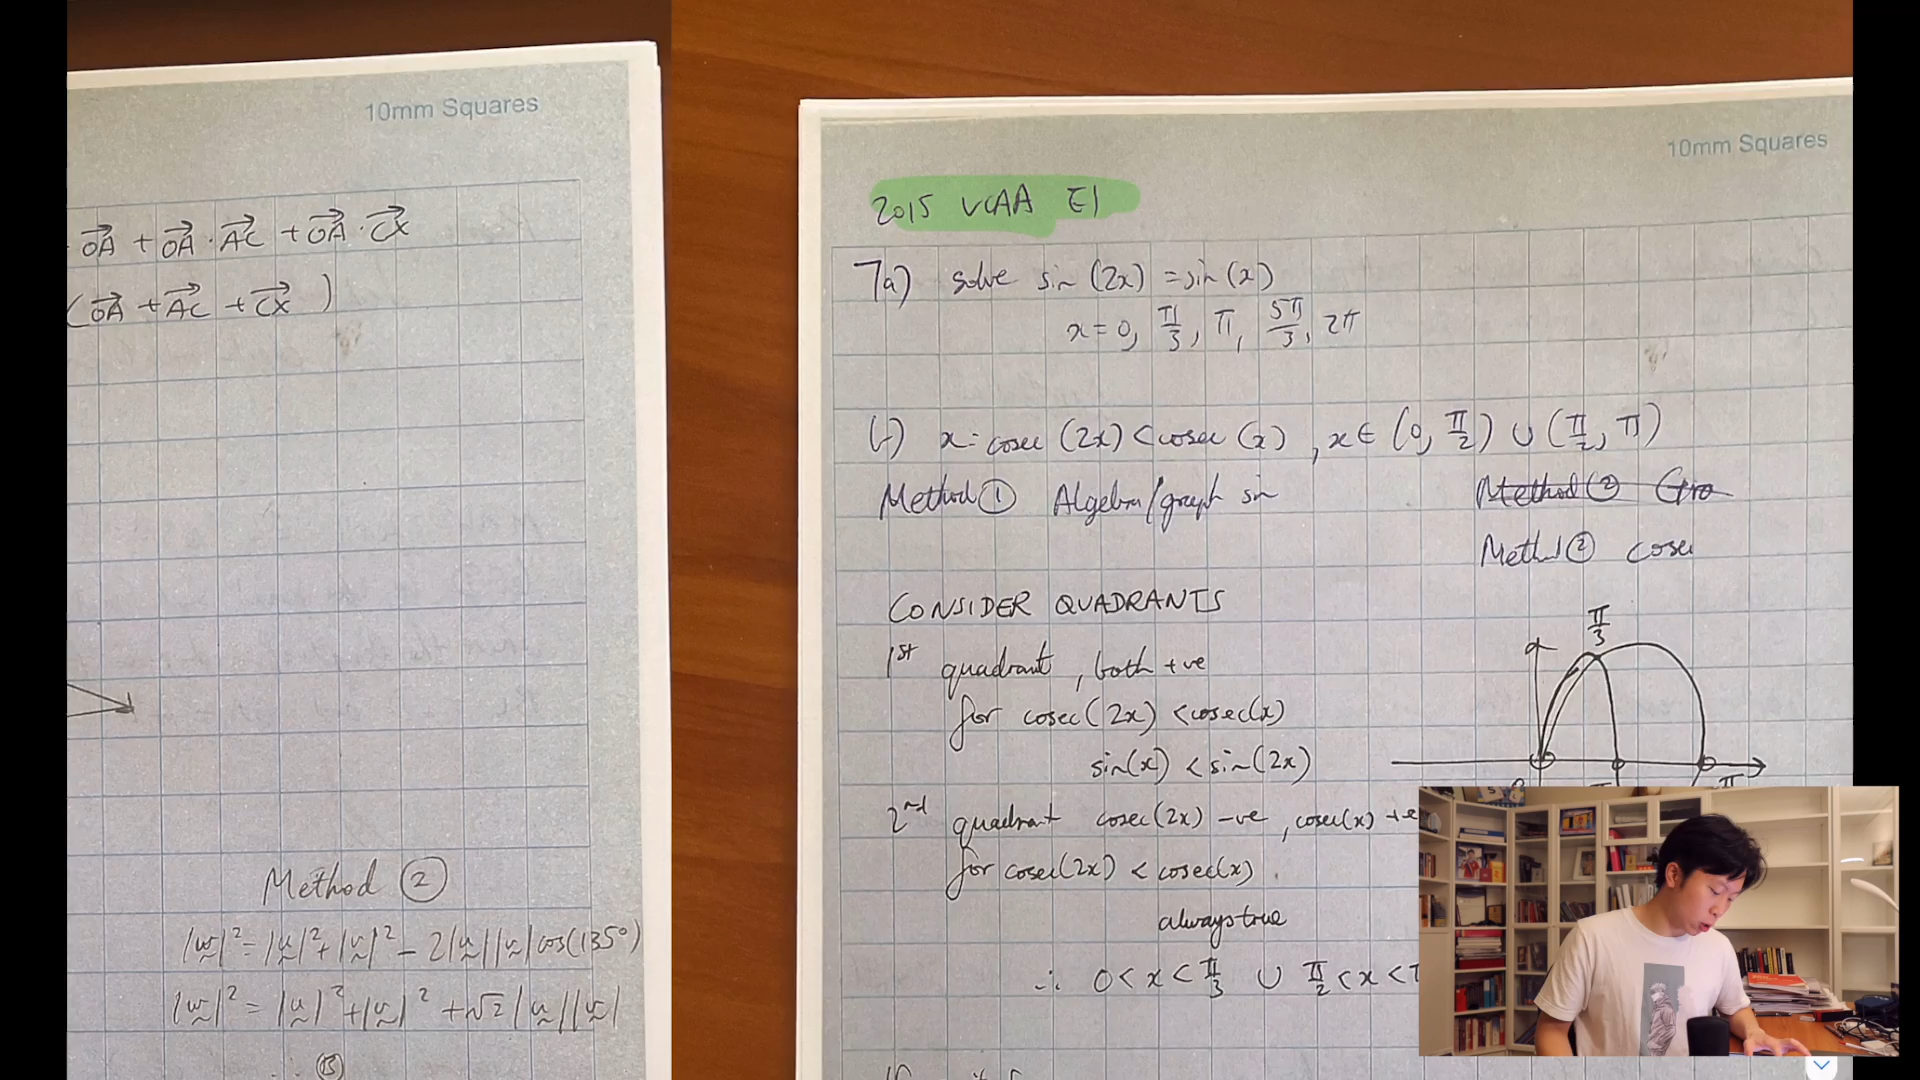 10mm Squares
OA + OA · AC + OA · CX
(OA + AC + CX )
Method ②
|w|² = |u|² + |v|² - 2|u||v| cos(135°)
|w|² = |u|² + |v|² + √2 |u||v|
∴ Ⓑ
10mm Squares
2015 VCAA E1
7a) solve sin (2x) = sin (x)
x = 0, π/3, π, 5π/3, 2π
b) x: cosec (2x) < cosec (x), x ∈ (0, π/2) ∪ (π/2, π)
Method ① Algebra/graph sin
Method ② Gra
Method ② cosec
CONSIDER QUADRANTS
1st quadrant, both +ve
for cosec(2x) < cosec(x)
sin(x) < sin(2x)
2nd quadrant cosec(2x) -ve, cosec(x) +ve
for cosec(2x) < cosec(x)
always true
∴ 0 < x < π/3 ∪ π/2 < x < π
π/3
π